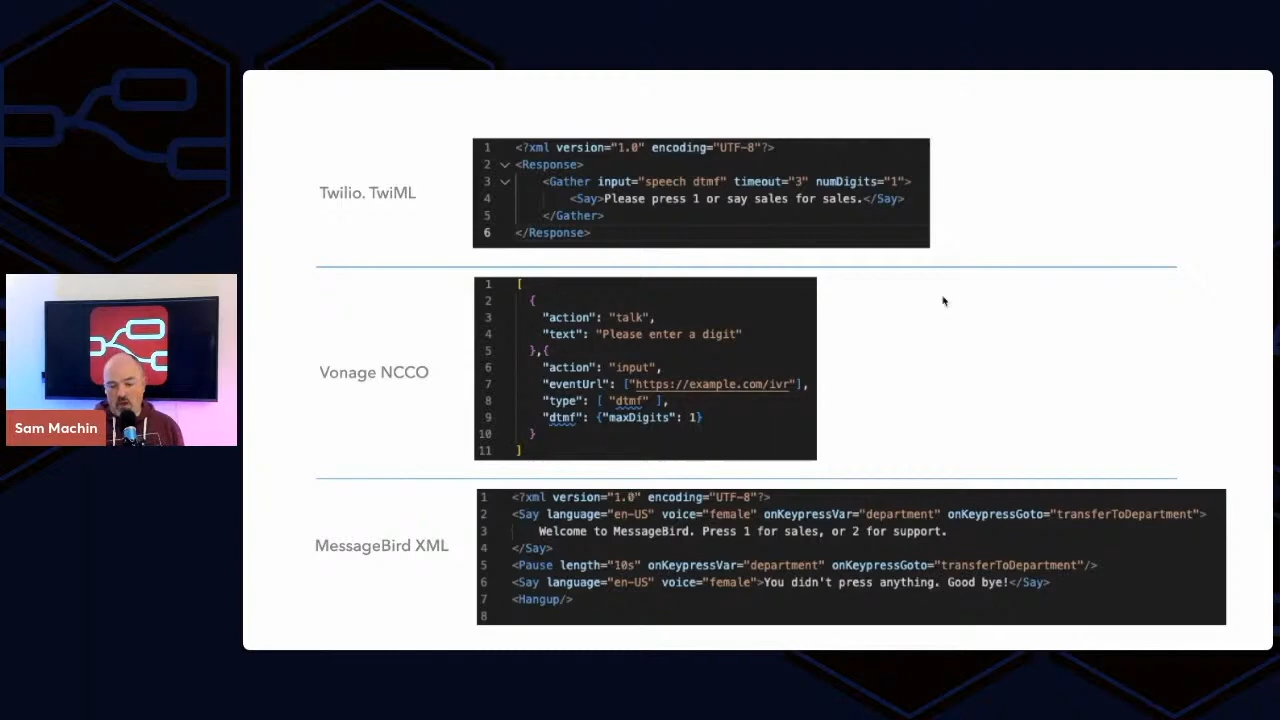 Twilio. TwiML
1 <?xml version="1.0" encoding="UTF-8"?>
2 <Response>
3 <Gather input="speech dtmf" timeout="3" numDigits="1">
4 <Say>Please press 1 or say sales for sales.</Say>
5 </Gather>
6 </Response>
Vonage NCCO
1 [
2 {
3 "action": "talk",
4 "text": "Please enter a digit"
5 },{
6 "action": "input",
7 "eventUrl": ["https://example.com/ivr"],
8 "type": [ "dtmf" ],
9 "dtmf": {"maxDigits": 1}
10 }
11 ]
Sam Machin
MessageBird XML
1 <?xml version="1.0" encoding="UTF-8"?>
2 <Say language="en-US" voice="female" onKeypressVar="department" onKeypressGoto="transferToDepartment">
3 Welcome to MessageBird. Press 1 for sales, or 2 for support.
4 </Say>
5 <Pause length="10s" onKeypressVar="department" onKeypressGoto="transferToDepartment"/>
6 <Say language="en-US" voice="female">You didn't press anything. Good bye!</Say>
7 <Hangup/>
8